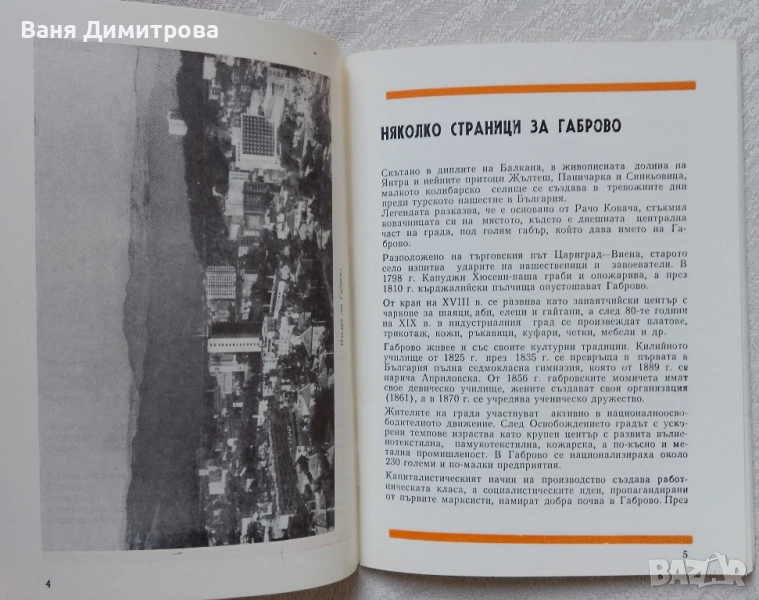 Ваня Димитрова
Изглед от Габрово
4
НЯКОЛКО СТРАНИЦИ ЗА ГАБРОВО
Скътано в диплите на Балкана, в живописната долина на
Янтра и нейните притоци Жълтеш, Паничарка и Синкьовица,
малкото колибарско селище се създава в тревожните дни
преди турското нашествие в България.
Легендата разказва, че е основано от Рачо Ковача, стъкмил
ковачницата си на мястото, където е днешната централна
част на града, под голям габър, който дава името на Га-
брово.
Разположено на търговския път Цариград—Виена, старото
село изпитва ударите на нашественици и завоеватели. В
1798 г. Капуджи Хюсеин-паша граби и опожарява, а през
1810 г. кърджалийски пълчища опустошават Габрово.
От края на XVIII в. се развива като занаятчийски център с
чаркове за шаяци, аби, елеци и гайтани, а след 80-те години
на XIX в. в индустриалния град се произвеждат платове,
трикотаж, кожи, ръкавици, куфари, четки, мебели и др.
Габрово живее и със своите културни традиции. Килийното
училище от 1825 г. през 1835 г. се превръща в първата в
България пълна седмокласна гимназия, която от 1889 г. се
нарича Априловска. От 1856 г. габровските момичета имат
свое девическо училище, жените създават своя организация
(1861), а в 1870 г. се учредява ученическо дружество.
Жителите на града участвуват активно в националноосво-
бодителното движение. След Освобождението градът с уско-
рени темпове израства като крупен център с развита вълне-
нотекстилна, памукотекстилна, кожарска, а по-късно и ме-
тална промишленост. В Габрово се национализираха около
230 големи и по-малки предприятия.
Капиталистическият начин на производство създава работ-
ническата класа, а социалистическите идеи, пропагандирани
от първите марксисти, намират добра почва в Габрово. През
5
BAZAR